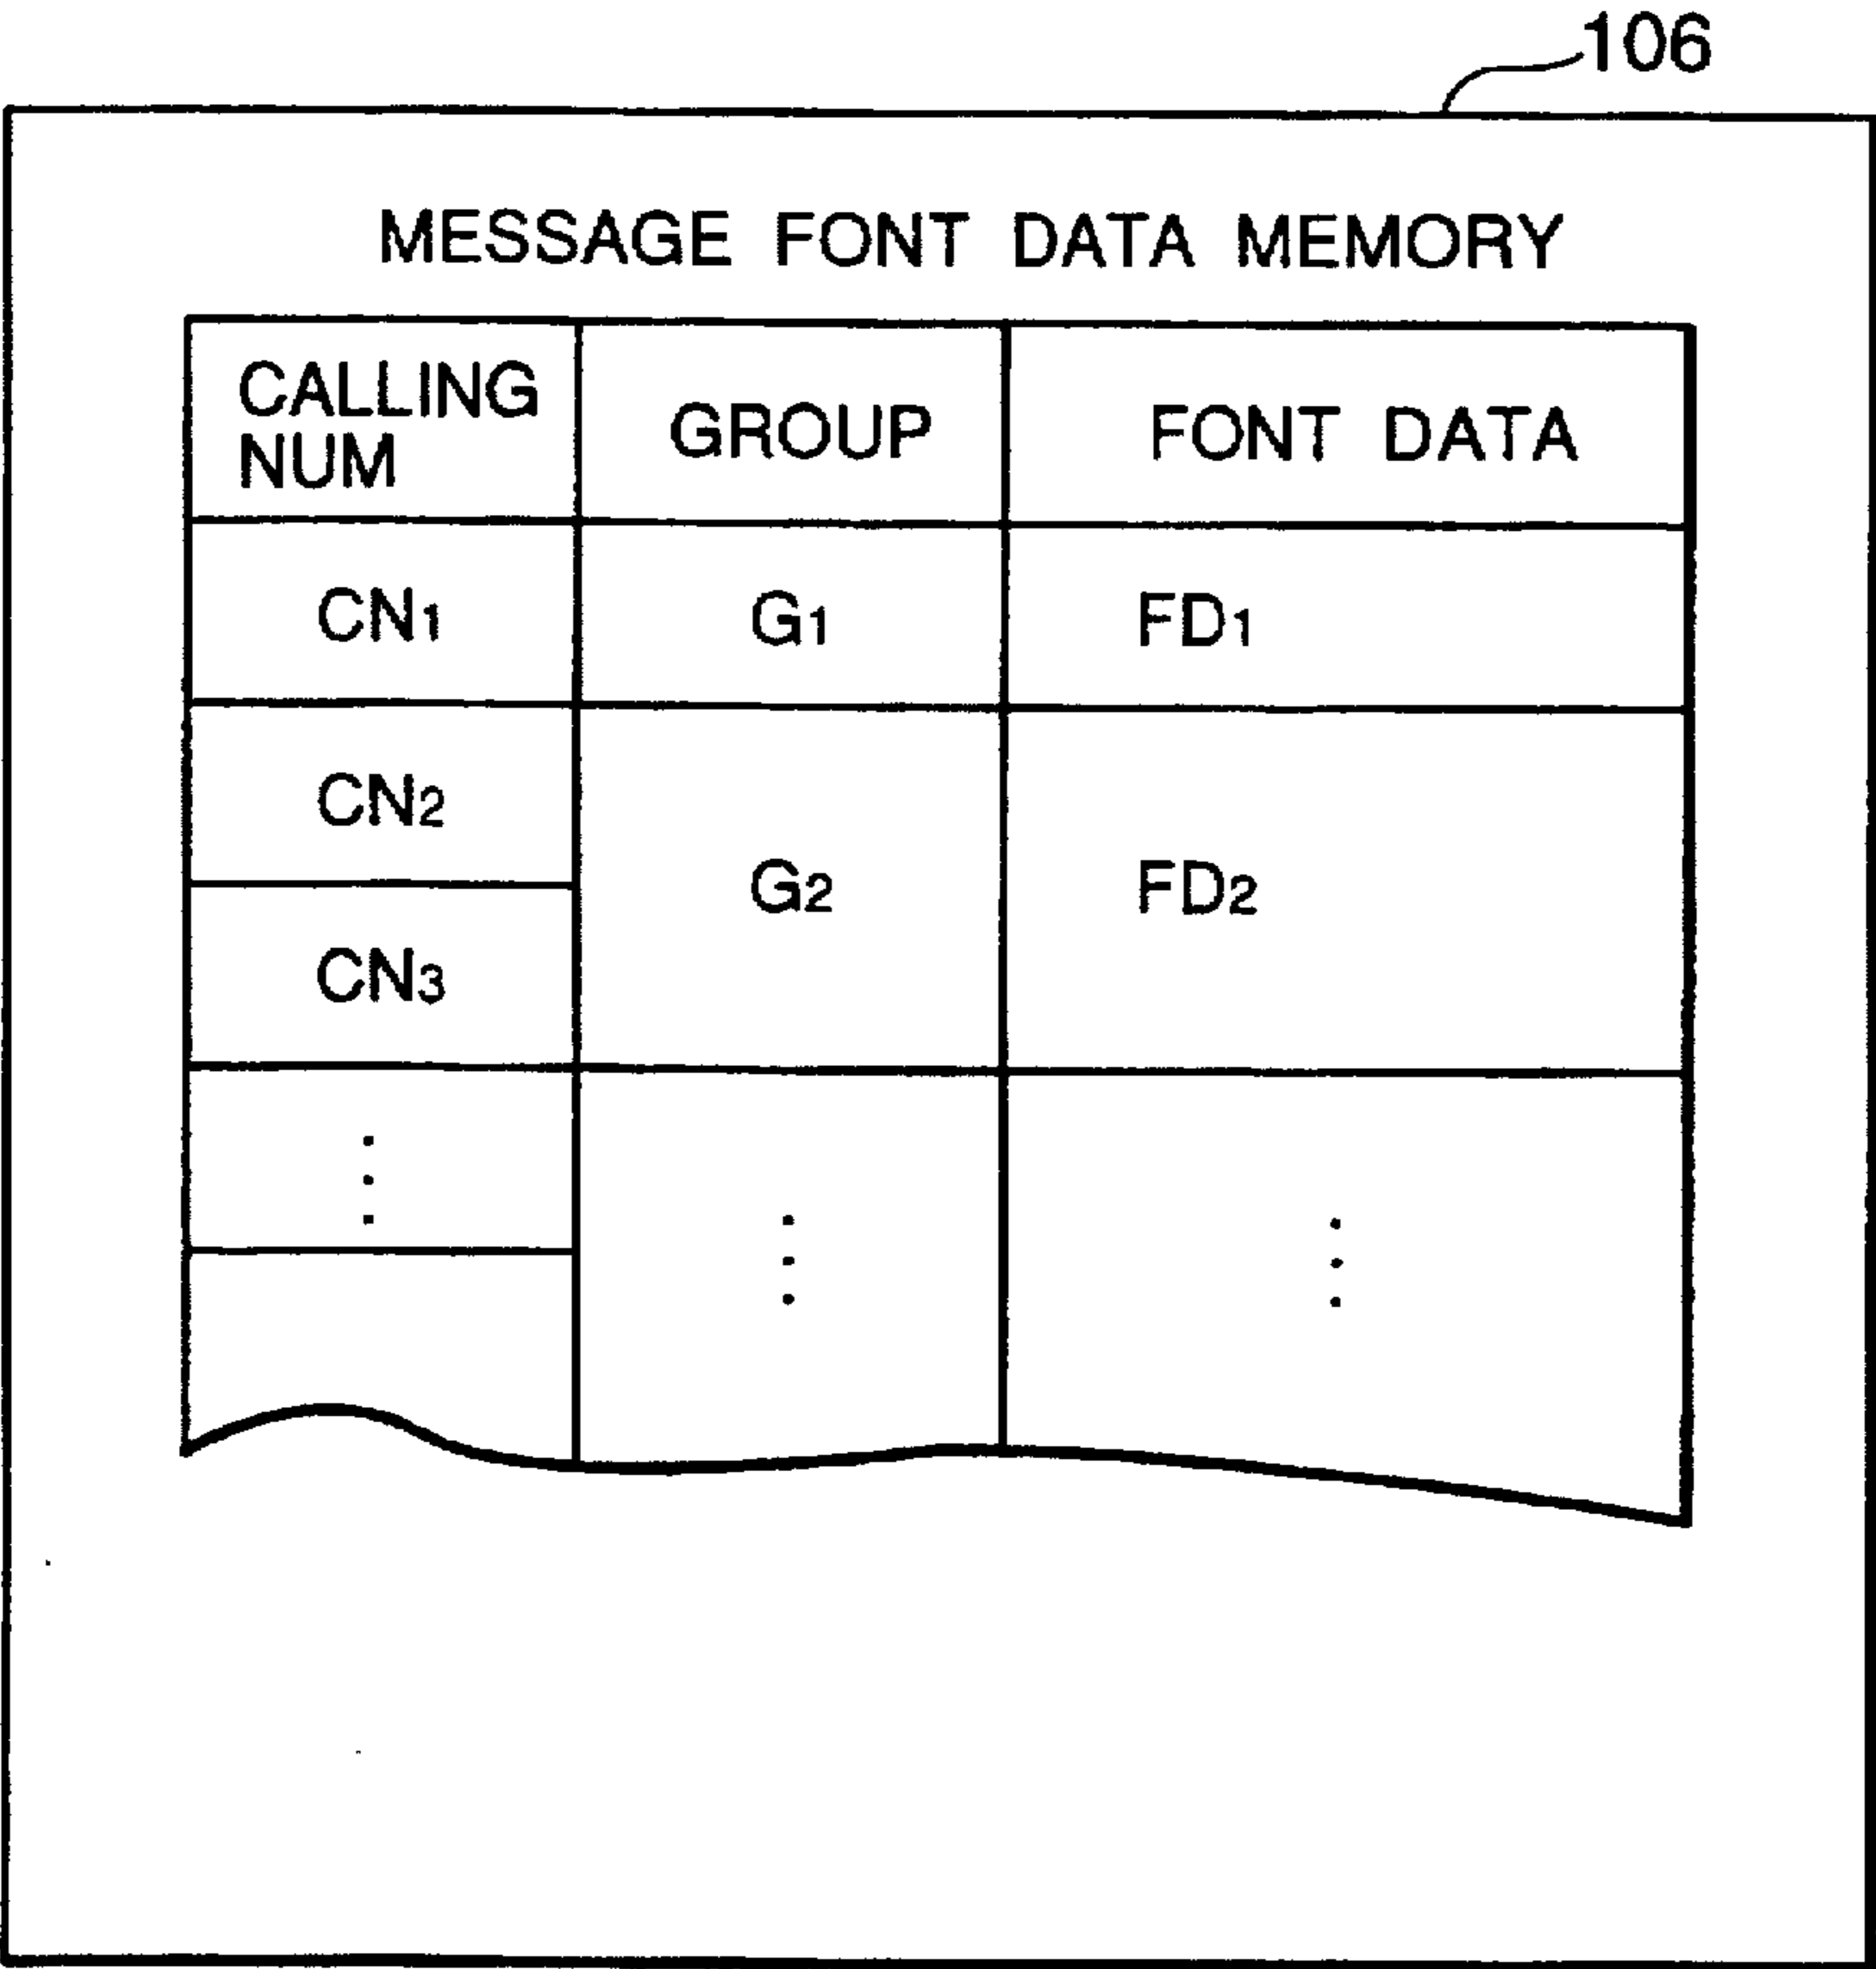 106
MESSAGE FONT DATA MEMORY
CALLING
NUM
GROUP
FONT DATA
CN1
G1
FD1
CN2
G2
FD2
CN3